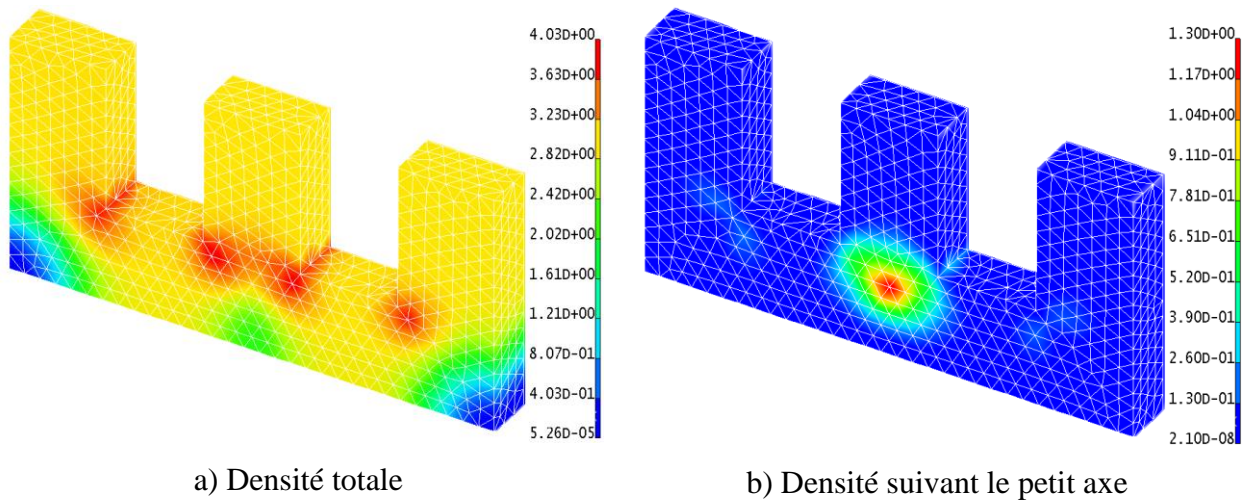 4.03D+00
3.63D+00
3.23D+00
2.82D+00
2.42D+00
2.02D+00
1.61D+00
1.21D+00
8.07D-01
4.03D-01
5.26D-05
1.30D+00
1.17D+00
1.04D+00
9.11D-01
7.81D-01
6.51D-01
5.20D-01
3.90D-01
2.60D-01
1.30D-01
2.10D-08
a) Densité totale
b) Densité suivant le petit axe